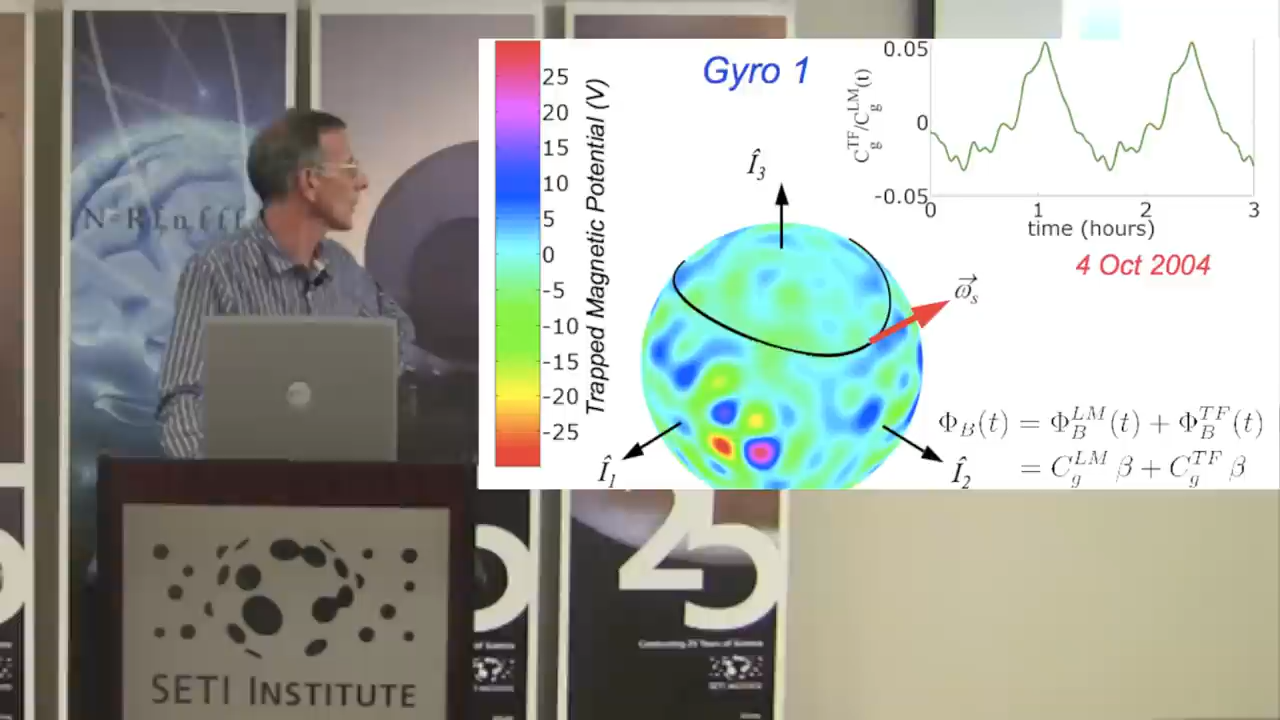 Gyro 1
Trapped Magnetic Potential (V)
25
20
15
10
5
0
-5
-10
-15
-20
-25
C_g^TF/C_g^LM(t)
0.05
0
-0.05
0 1 2 3
time (hours)
4 Oct 2004
Î₃
ω⃗ₛ
Î₁
Î₂
Φ_B(t) = Φ_B^LM(t) + Φ_B^TF(t)
= C_g^LM β + C_g^TF β
25
SETI INSTITUTE